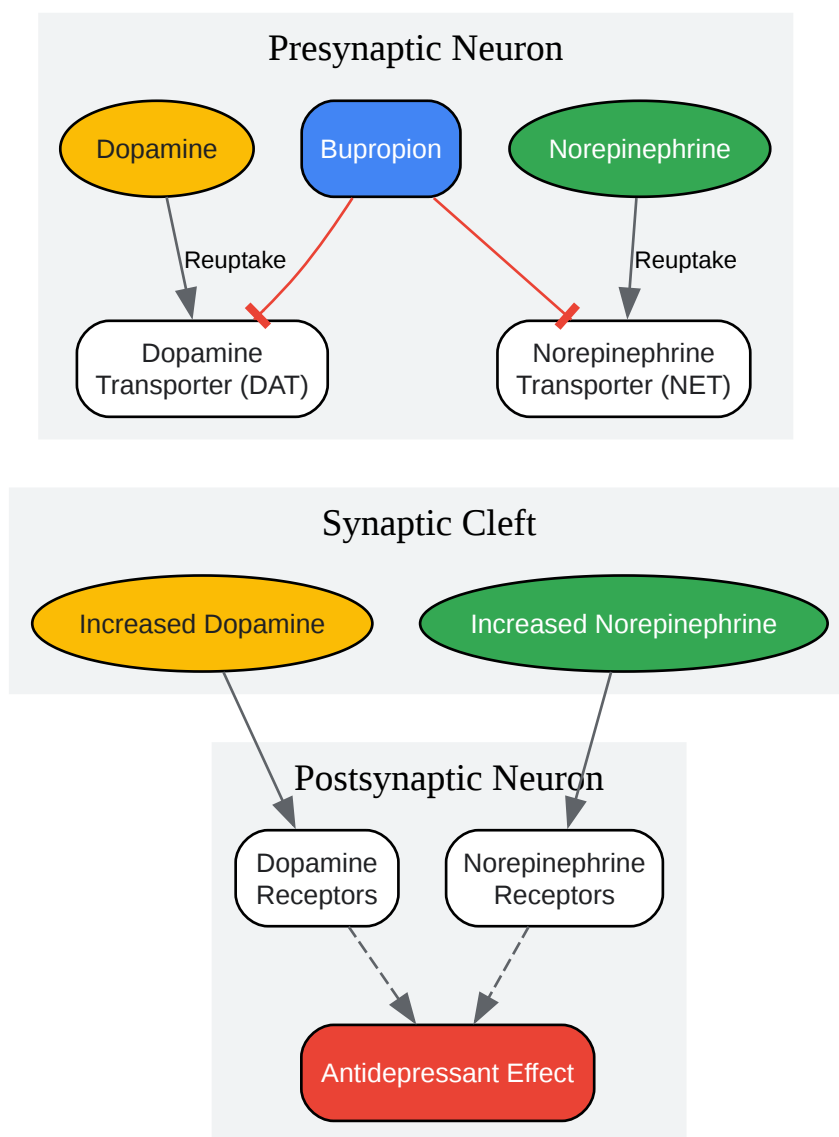 Presynaptic Neuron
Dopamine
Bupropion
Norepinephrine
Reuptake
Reuptake
Dopamine
Transporter (DAT)
Norepinephrine
Transporter (NET)
Synaptic Cleft
Increased Dopamine
Increased Norepinephrine
Postsynaptic Neuron
Dopamine
Receptors
Norepinephrine
Receptors
Antidepressant Effect